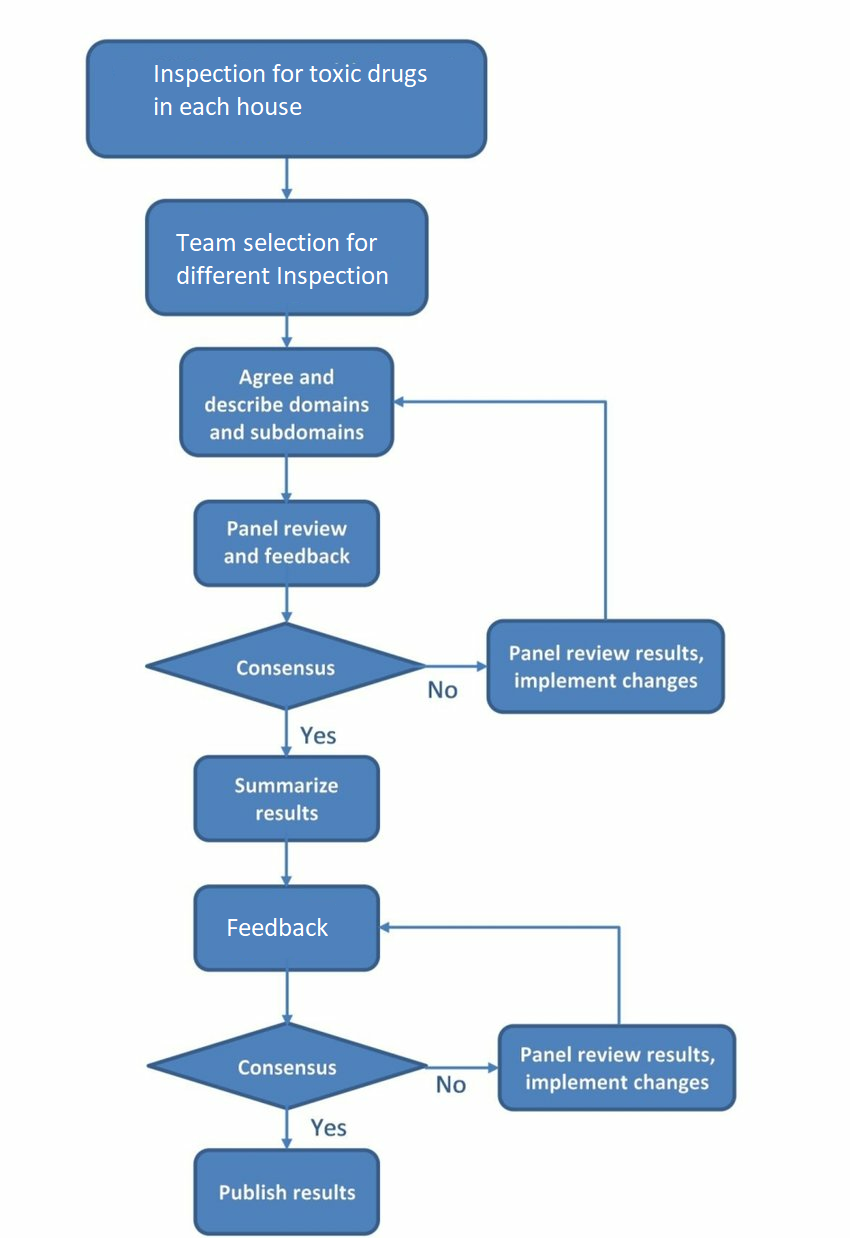 Inspection for toxic drugs
in each house
Team selection for
different Inspection
Agree and
describe domains
and subdomains
Panel review
and feedback
Consensus
No
Panel review results,
implement changes
Yes
Summarize
results
Feedback
Consensus
No
Panel review results,
implement changes
Yes
Publish results